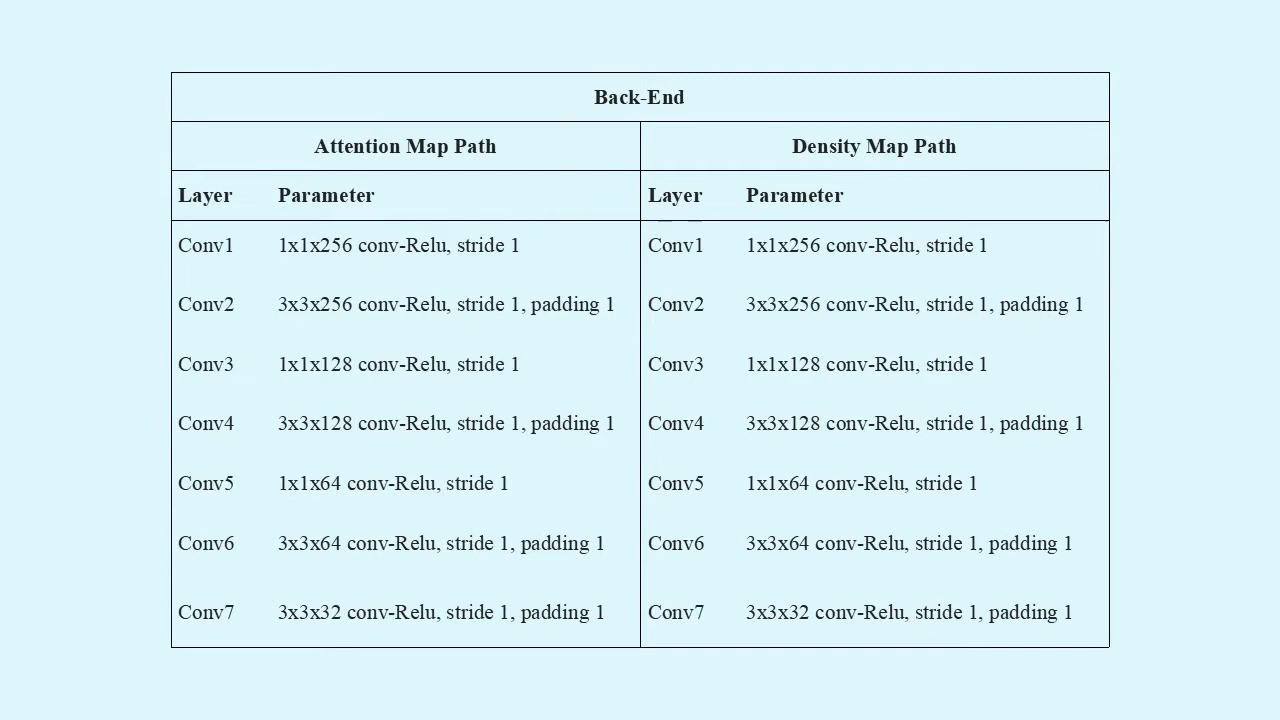 Back-End
Attention Map Path Density Map Path
Layer Parameter Layer Parameter
Conv1 1x1x256 conv-Relu, stride 1 Conv1 1x1x256 conv-Relu, stride 1
Conv2 3x3x256 conv-Relu, stride 1, padding 1 Conv2 3x3x256 conv-Relu, stride 1, padding 1
Conv3 1x1x128 conv-Relu, stride 1 Conv3 1x1x128 conv-Relu, stride 1
Conv4 3x3x128 conv-Relu, stride 1, padding 1 Conv4 3x3x128 conv-Relu, stride 1, padding 1
Conv5 1x1x64 conv-Relu, stride 1 Conv5 1x1x64 conv-Relu, stride 1
Conv6 3x3x64 conv-Relu, stride 1, padding 1 Conv6 3x3x64 conv-Relu, stride 1, padding 1
Conv7 3x3x32 conv-Relu, stride 1, padding 1 Conv7 3x3x32 conv-Relu, stride 1, padding 1